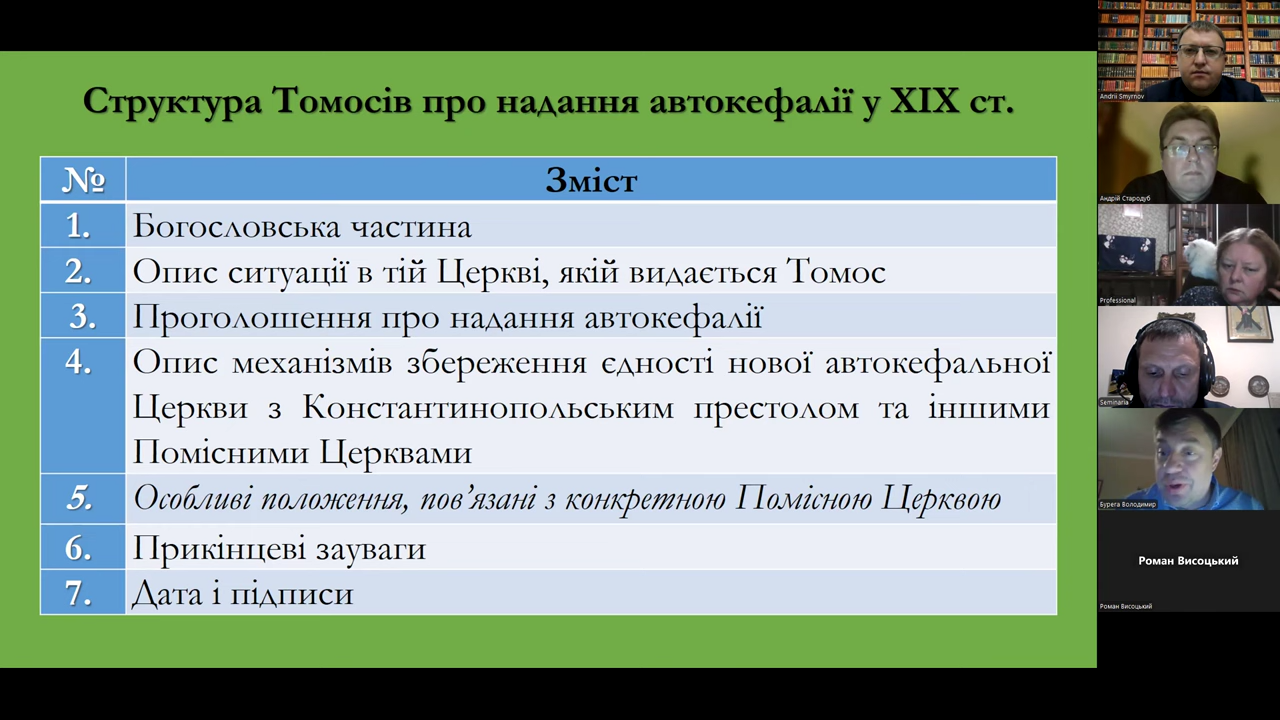 Структура Томосів про надання автокефалії у XIX ст.
№ Зміст
1. Богословська частина
2. Опис ситуації в тій Церкві, якій видається Томос
3. Проголошення про надання автокефалії
4. Опис механізмів збереження єдності нової автокефальної
Церкви з Константинопольським престолом та іншими
Помісними Церквами
5. Особливі положення, пов’язані з конкретною Помісною Церквою
6. Прикінцеві зауваги
7. Дата і підписи
Andrii Smyrnov
Андрій Стародуб
Professional
Seminaria
Бурега Володимир
Роман Висоцький
Роман Висоцький